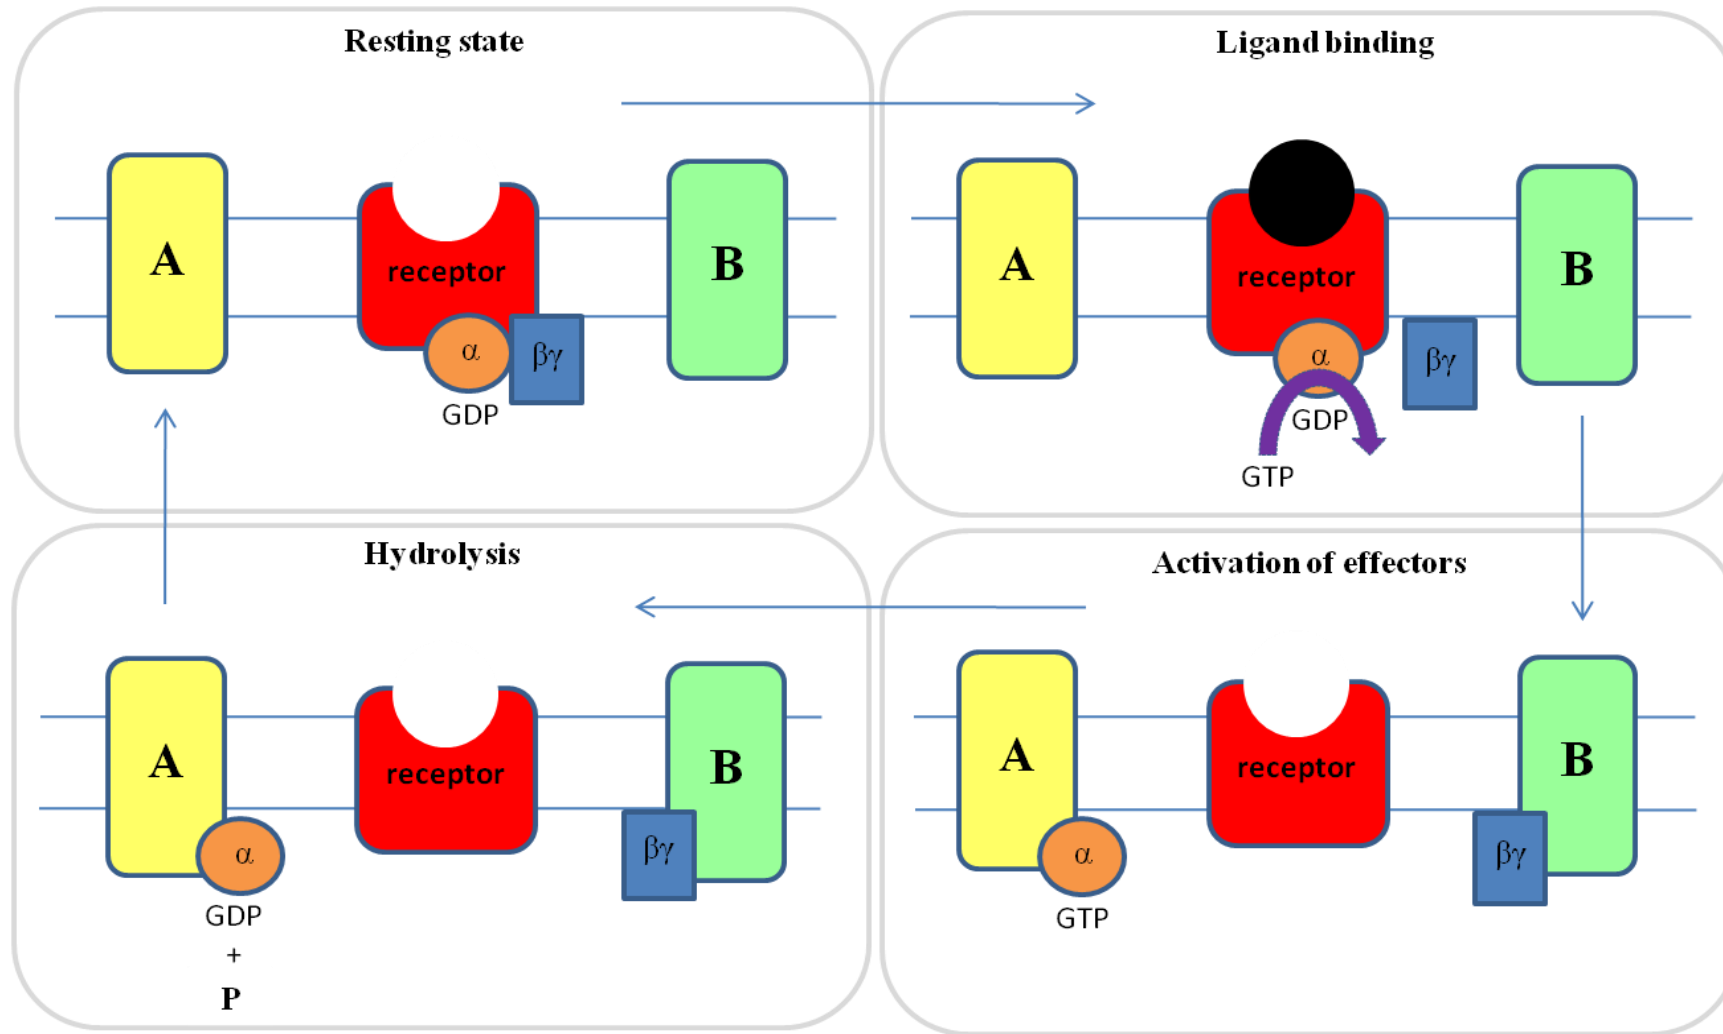 Resting state
A
receptor
B
α
βγ
GDP
Ligand binding
A
receptor
B
α
βγ
GDP
GTP
Hydrolysis
A
receptor
B
α
βγ
GDP
+
P
Activation of effectors
A
receptor
B
α
βγ
GTP